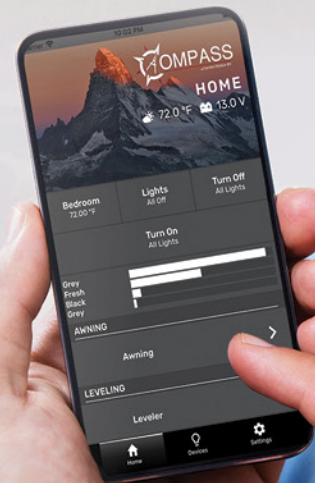 10:02 PM
COMPASS
HOME
72.0 °F 13.0 V
Bedroom
72.00 °F
Lights
All Off
Turn Off
All Lights
Turn On
All Lights
Grey
Fresh
Black
Grey
AWNING
Awning
LEVELING
Leveler
Home
Devices
Settings